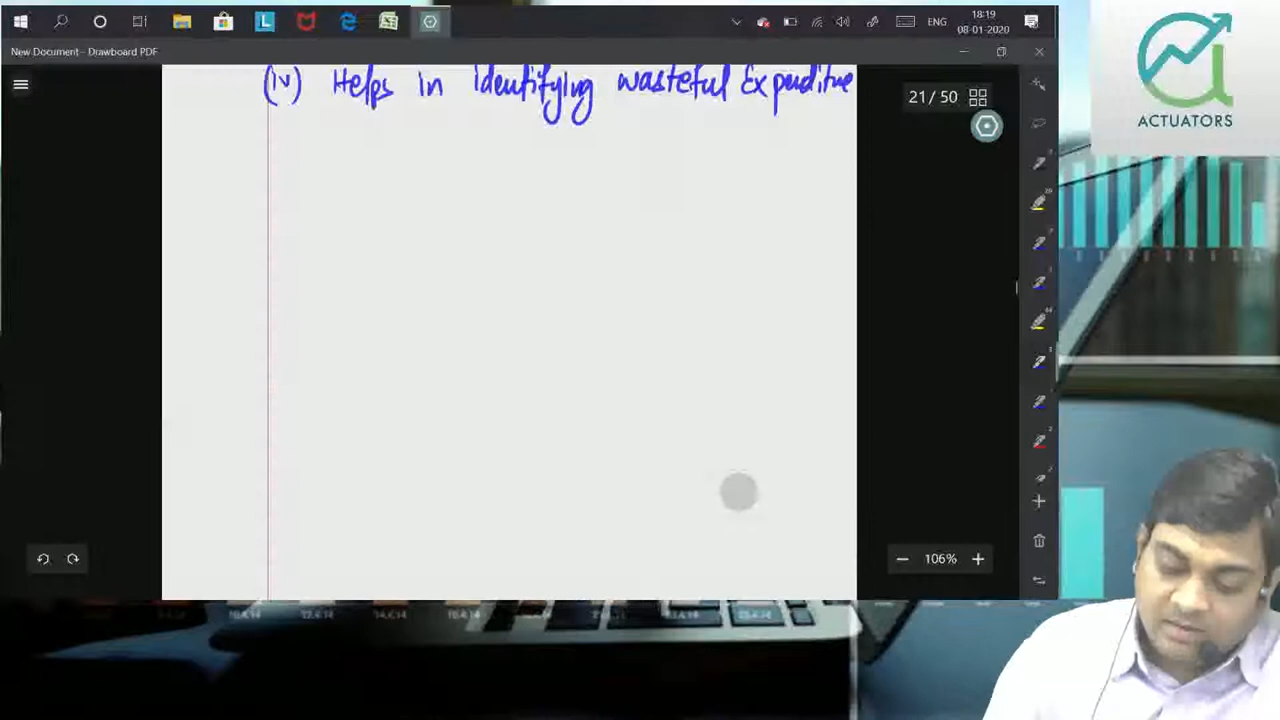 ENG
18:19
08-01-2020
New Document - Drawboard PDF
(iv) Helps in identifying wasteful Expenditure
21 / 50
ACTUATORS
106%